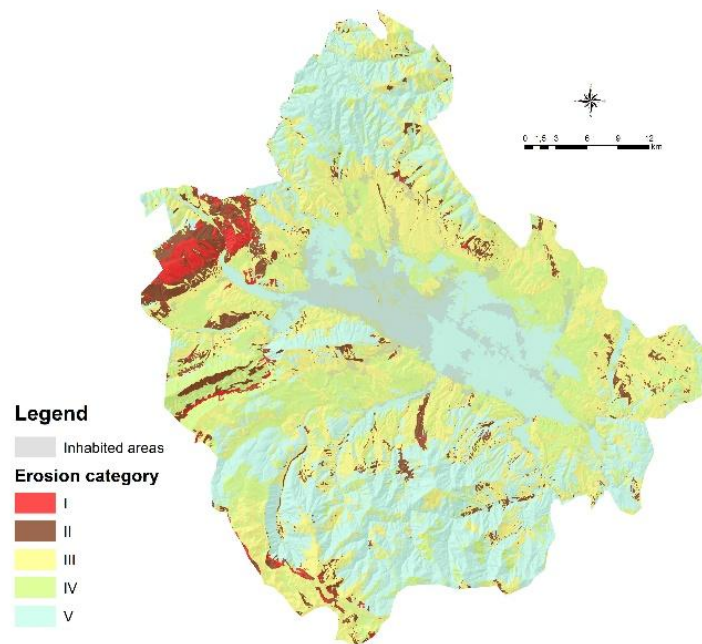 0 1,5 3 6 9 12
km
Legend
Inhabited areas
Erosion category
I
II
III
IV
V